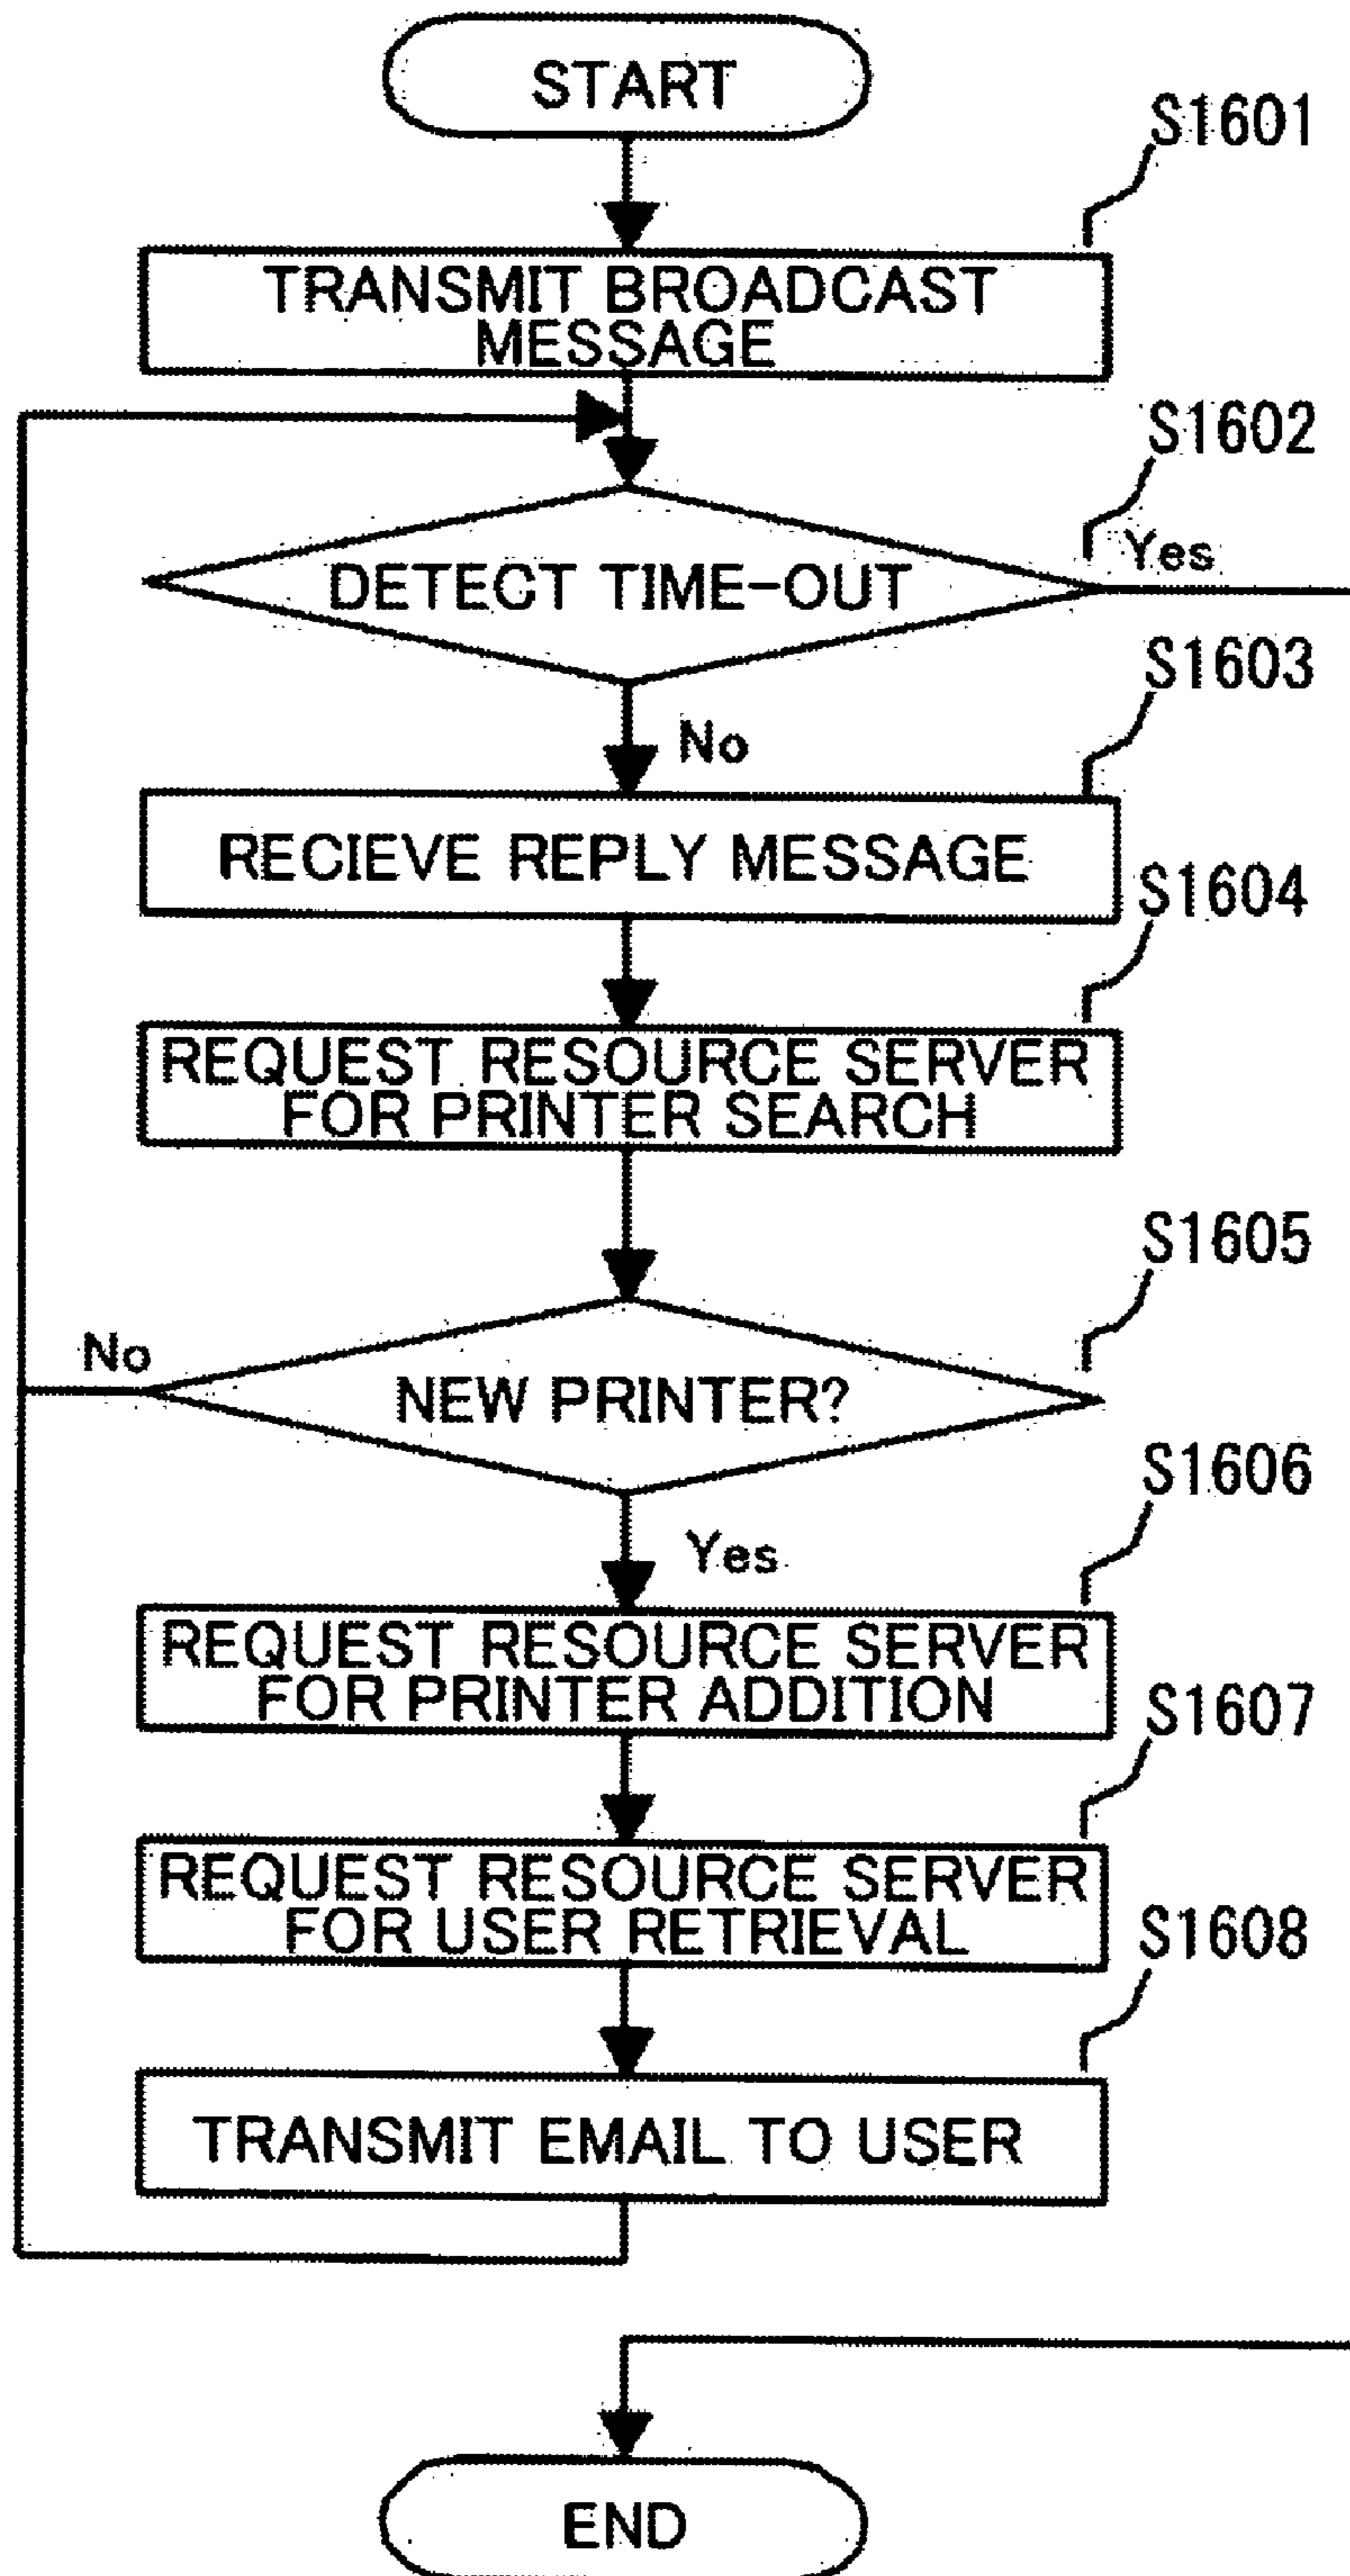 START
S1601
TRANSMIT BROADCAST
MESSAGE
S1602
DETECT TIME-OUT
Yes
No
S1603
RECIEVE REPLY MESSAGE
S1604
REQUEST RESOURCE SERVER
FOR PRINTER SEARCH
S1605
NEW PRINTER?
No
Yes
S1606
REQUEST RESOURCE SERVER
FOR PRINTER ADDITION
S1607
REQUEST RESOURCE SERVER
FOR USER RETRIEVAL
S1608
TRANSMIT EMAIL TO USER
END